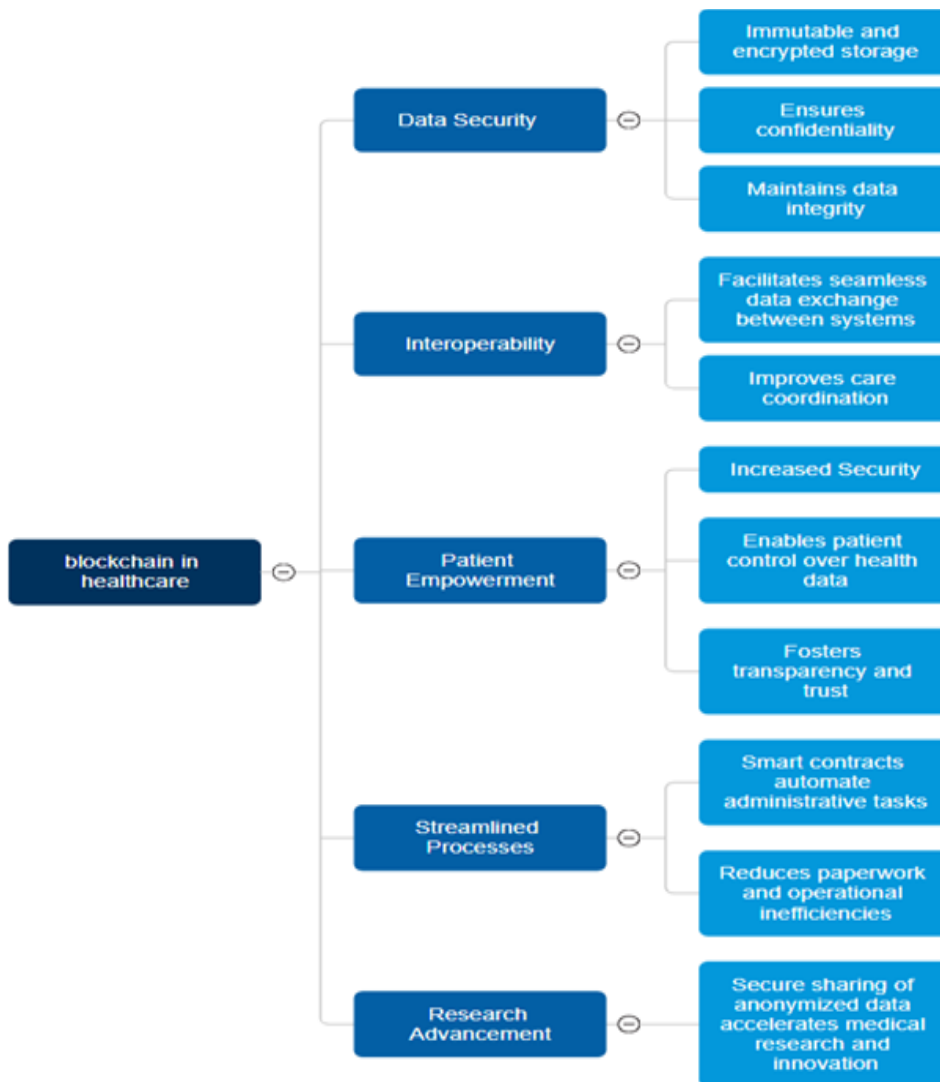 Immutable and
encrypted storage
Data Security
Ensures
confidentiality
Maintains data
integrity
Facilitates seamless
data exchange
between systems
Interoperability
Improves care
coordination
Increased Security
blockchain in
healthcare
Patient
Empowerment
Enables patient
control over health
data
Fosters
transparency and
trust
Smart contracts
automate
administrative tasks
Streamlined
Processes
Reduces paperwork
and operational
inefficiencies
Research
Advancement
Secure sharing of
anonymized data
accelerates medical
research and
innovation